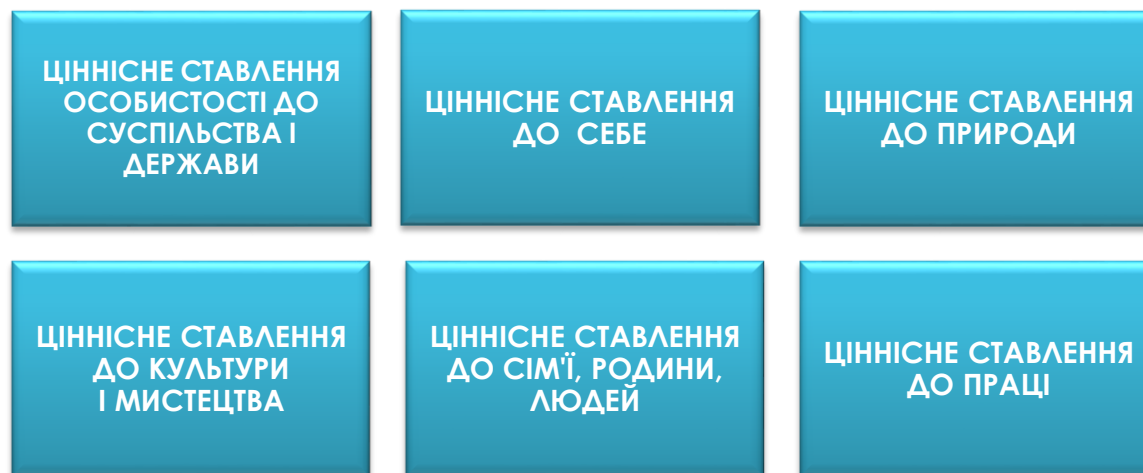 ЦІННІСНЕ СТАВЛЕННЯ
ОСОБИСТОСТІ ДО
СУСПІЛЬСТВА І
ДЕРЖАВИ
ЦІННІСНЕ СТАВЛЕННЯ
ДО СЕБЕ
ЦІННІСНЕ СТАВЛЕННЯ
ДО ПРИРОДИ
ЦІННІСНЕ СТАВЛЕННЯ
ДО КУЛЬТУРИ
І МИСТЕЦТВА
ЦІННІСНЕ СТАВЛЕННЯ
ДО СІМ'Ї, РОДИНИ,
ЛЮДЕЙ
ЦІННІСНЕ СТАВЛЕННЯ
ДО ПРАЦІ